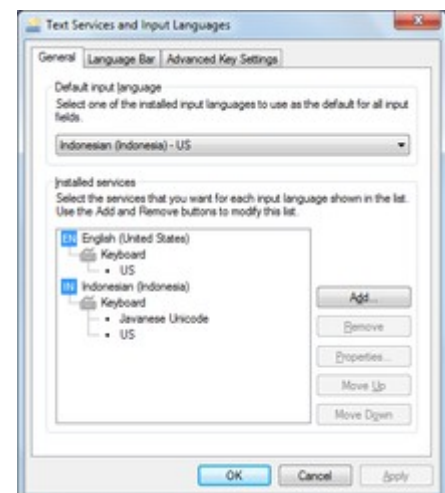 Text Services and Input Languages
General
Language Bar
Advanced Key Settings
Default input language
Select one of the installed input languages to use as the default for all input
fields.
Indonesian (Indonesia) - US
Installed services
Select the services that you want for each input language shown in the list.
Use the Add and Remove buttons to modify this list.
EN English (United States)
Keyboard
• US
IN Indonesian (Indonesia)
Keyboard
• Javanese Unicode
• US
Add...
Remove
Properties...
Move Up
Move Down
OK
Cancel
Apply